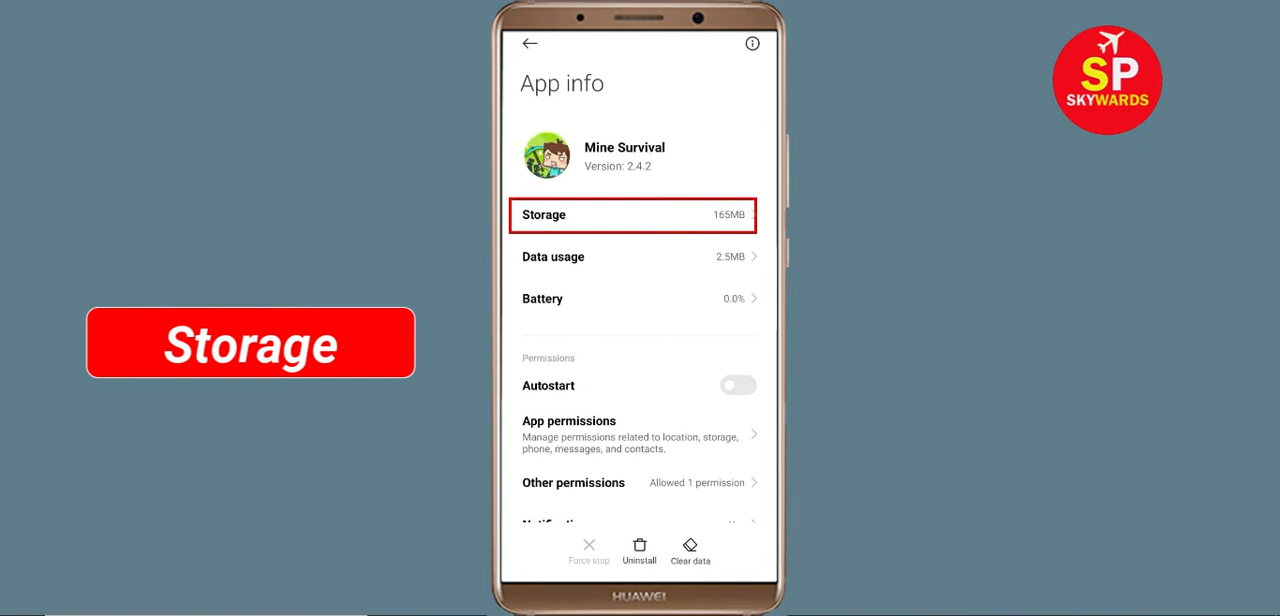 SP
SKYWARDS
App info
Mine Survival
Version: 2.4.2
Storage 165MB
Data usage 2.5MB
Battery 0.0%
Storage
Permissions
Autostart
App permissions
Manage permissions related to location, storage,
phone, messages, and contacts.
Other permissions Allowed 1 permission
Force stop Uninstall Clear data
HUAWEI